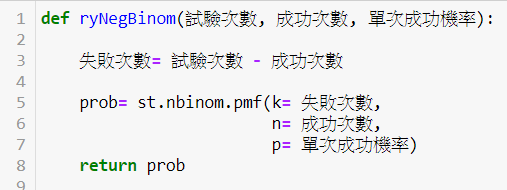 1 def ryNegBinom(試驗次數, 成功次數, 單次成功機率):
2
3 失敗次數= 試驗次數 - 成功次數
4
5 prob= st.nbinom.pmf(k= 失敗次數,
6 n= 成功次數,
7 p= 單次成功機率)
8 return prob
9